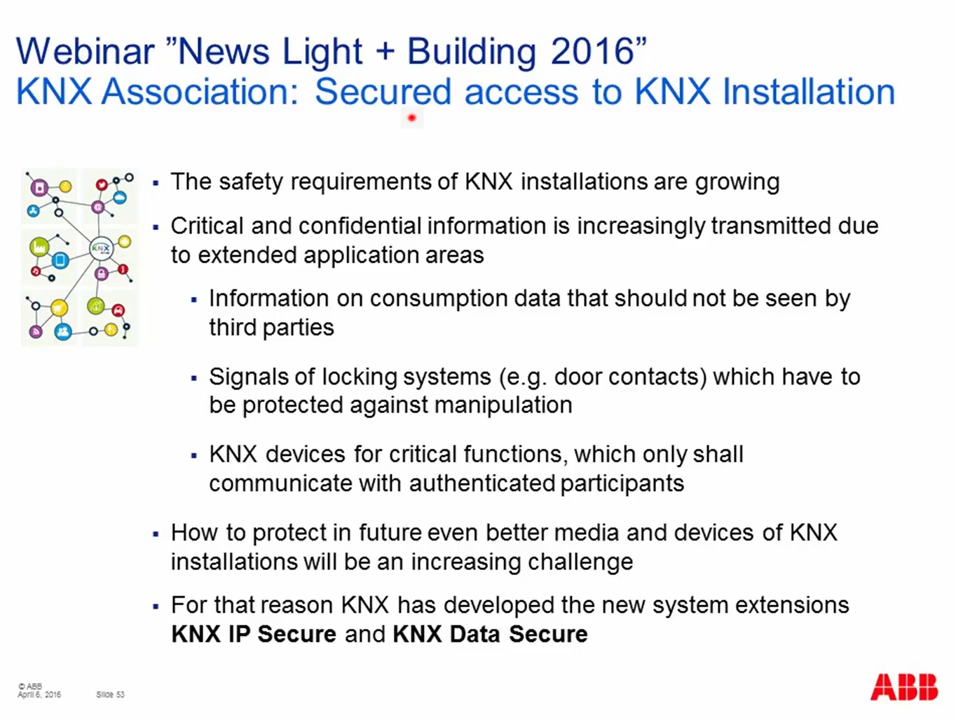 Webinar ”News Light + Building 2016”
KNX Association: Secured access to KNX Installation
▪ The safety requirements of KNX installations are growing
▪ Critical and confidential information is increasingly transmitted due
to extended application areas
▪ Information on consumption data that should not be seen by
third parties
▪ Signals of locking systems (e.g. door contacts) which have to
be protected against manipulation
▪ KNX devices for critical functions, which only shall
communicate with authenticated participants
▪ How to protect in future even better media and devices of KNX
installations will be an increasing challenge
▪ For that reason KNX has developed the new system extensions
KNX IP Secure and KNX Data Secure
KNX
© ABB
April 6, 2016 Slide 53
ABB